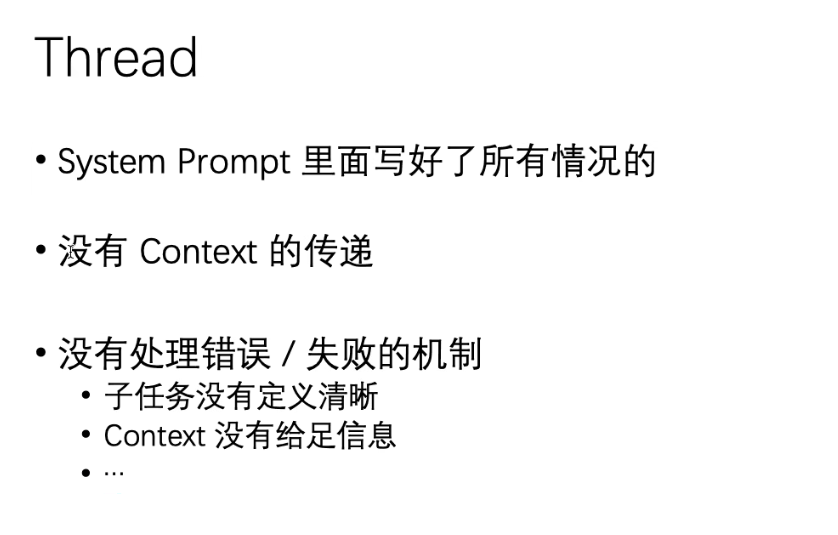 Thread
• System Prompt 里面写好了所有情况的
• 没有 Context 的传递
• 没有处理错误 / 失败的机制
• 子任务没有定义清晰
• Context 没有给足信息
• …